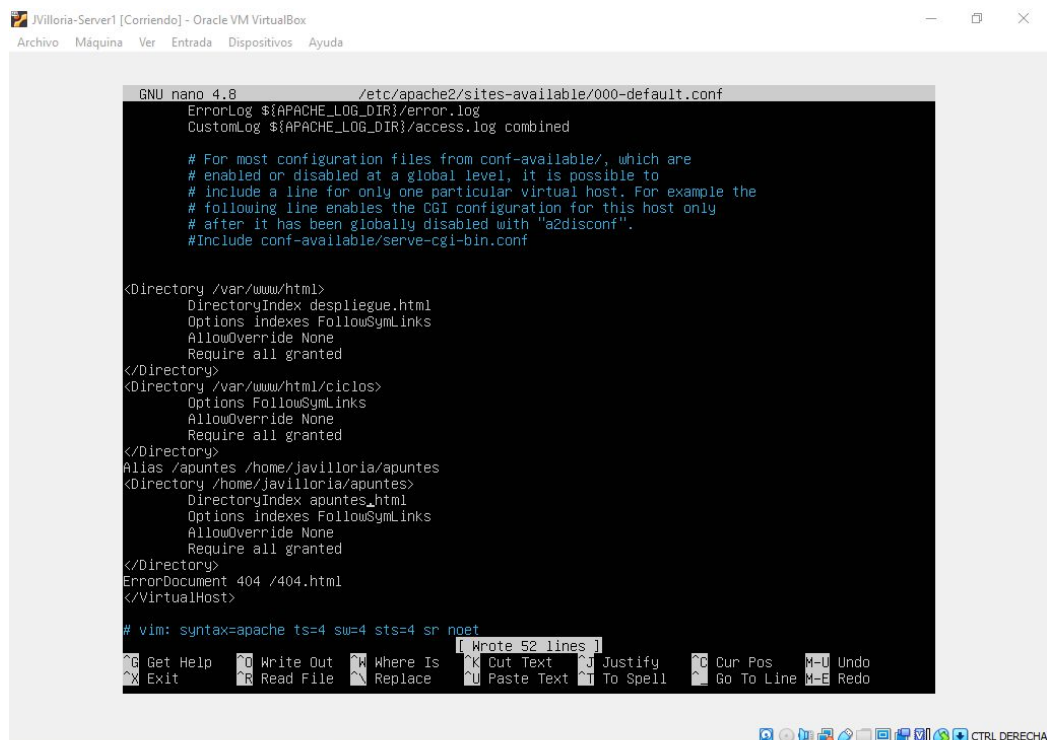 JVilloria-Server1 [Corriendo] - Oracle VM VirtualBox
Archivo Máquina Ver Entrada Dispositivos Ayuda
GNU nano 4.8 /etc/apache2/sites-available/000-default.conf
ErrorLog ${APACHE_LOG_DIR}/error.log
CustomLog ${APACHE_LOG_DIR}/access.log combined
# For most configuration files from conf-available/, which are
# enabled or disabled at a global level, it is possible to
# include a line for only one particular virtual host. For example the
# following line enables the CGI configuration for this host only
# after it has been globally disabled with "a2disconf".
#Include conf-available/serve-cgi-bin.conf
<Directory /var/www/html>
DirectoryIndex despliegue.html
Options indexes FollowSymLinks
AllowOverride None
Require all granted
</Directory>
<Directory /var/www/html/ciclos>
Options FollowSymLinks
AllowOverride None
Require all granted
</Directory>
Alias /apuntes /home/javilloria/apuntes
<Directory /home/javilloria/apuntes>
DirectoryIndex apuntes.html
Options indexes FollowSymLinks
AllowOverride None
Require all granted
</Directory>
ErrorDocument 404 /404.html
</VirtualHost>
# vim: syntax=apache ts=4 sw=4 sts=4 sr noet
[ Wrote 52 lines ]
^G Get Help ^O Write Out ^W Where Is ^K Cut Text ^J Justify ^C Cur Pos M-U Undo
^X Exit ^R Read File ^\ Replace ^U Paste Text ^T To Spell ^_ Go To Line M-E Redo
CTRL DERECHA